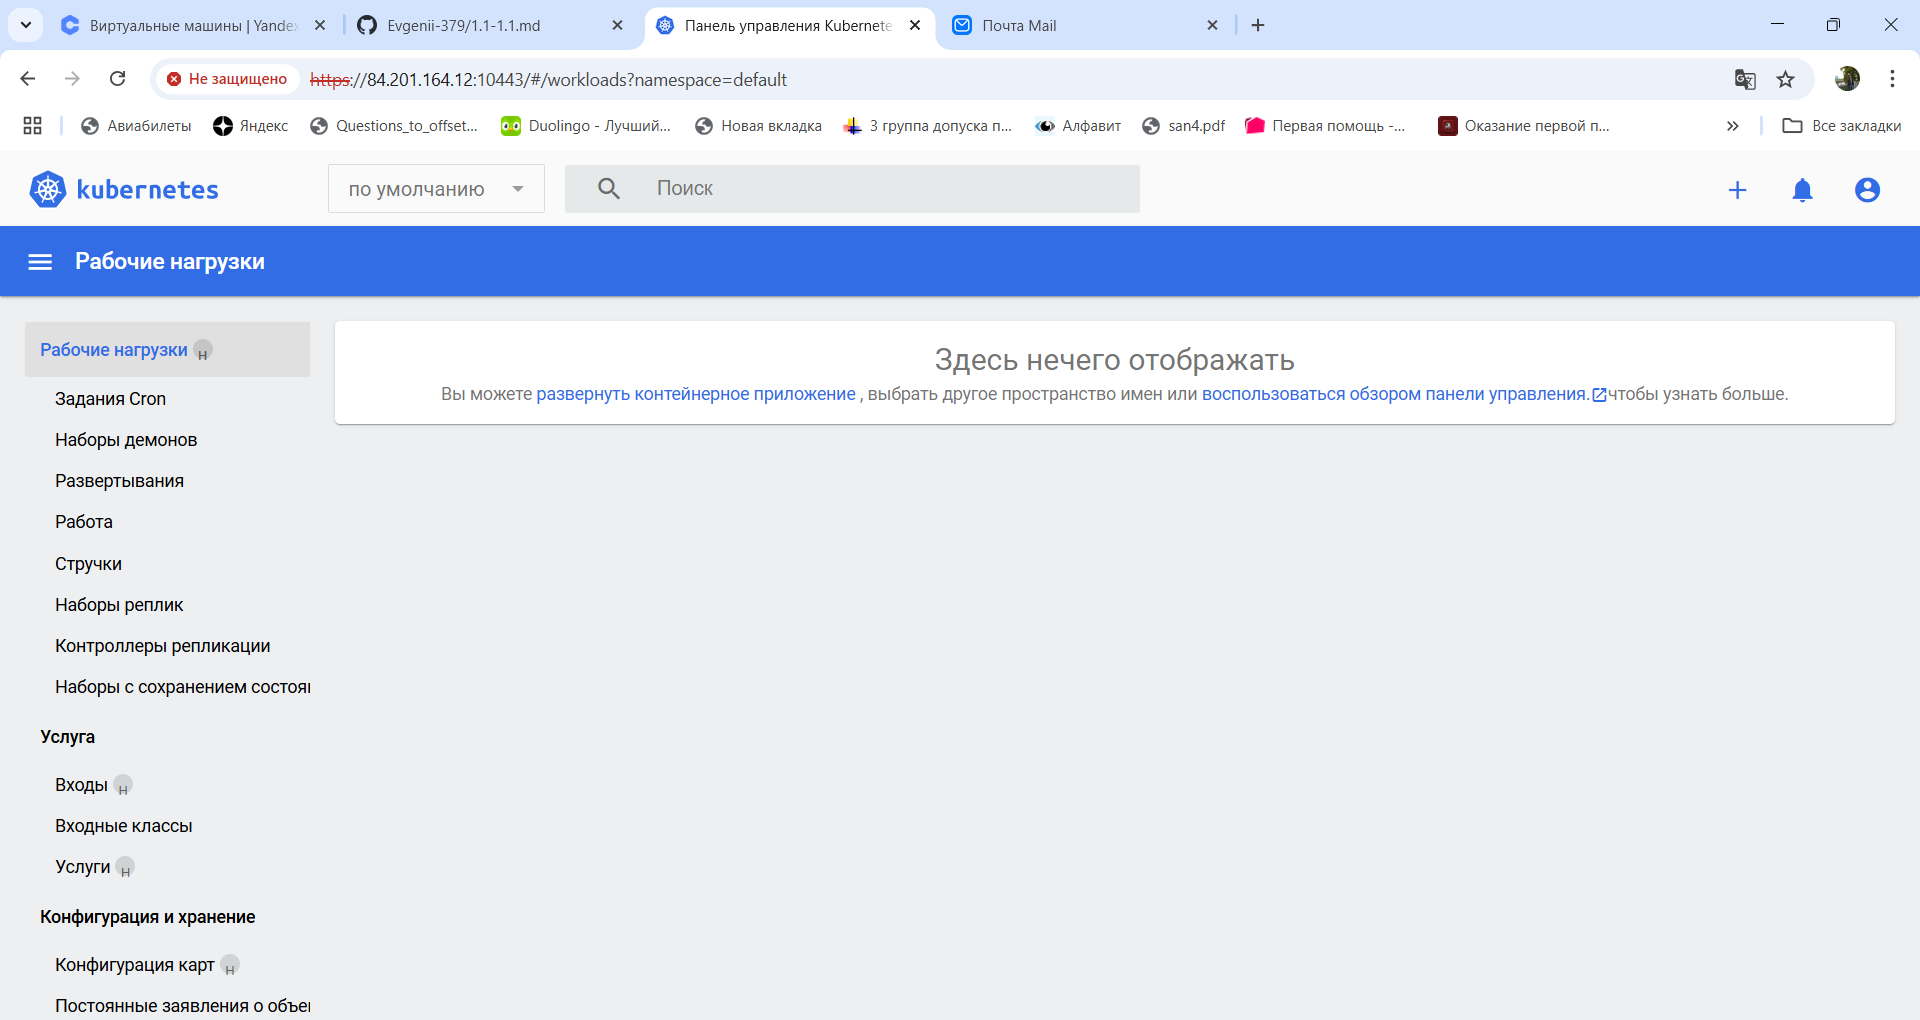 Виртуальные машины | Yandex
Evgenii-379/1.1-1.1.md
Панель управления Kubernete
Почта Mail
Не защищено
https://84.201.164.12:10443/#/workloads?namespace=default
Авиабилеты
Яндекс
Questions_to_offset...
Duolingo - Лучший...
Новая вкладка
3 группа допуска п...
Алфавит
san4.pdf
Первая помощь -...
Оказание первой п...
Все закладки
kubernetes
по умолчанию
Поиск
Рабочие нагрузки
Рабочие нагрузки Н
Здесь нечего отображать
Вы можете развернуть контейнерное приложение , выбрать другое пространство имен или воспользоваться обзором панели управления. чтобы узнать больше.
Задания Cron
Наборы демонов
Развертывания
Работа
Стручки
Наборы реплик
Контроллеры репликации
Наборы с сохранением состоя
Услуга
Входы Н
Входные классы
Услуги Н
Конфигурация и хранение
Конфигурация карт Н
Постоянные заявления о объе